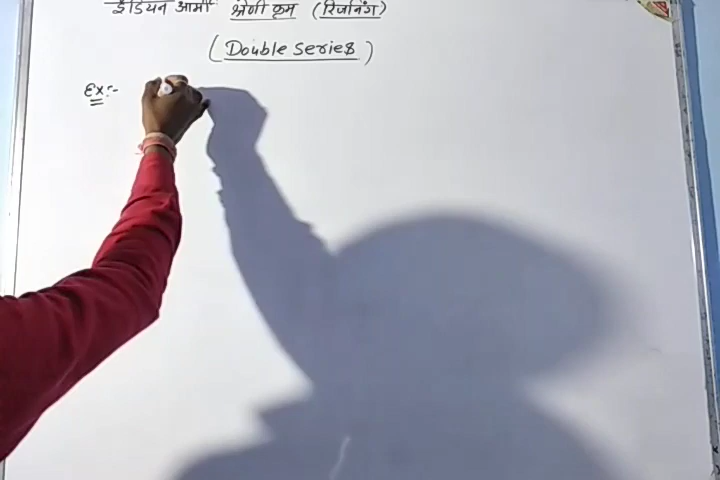 इंडियन आर्मी श्रेणी क्रम (रिजनिंग)
(Double Series)
Ex:-